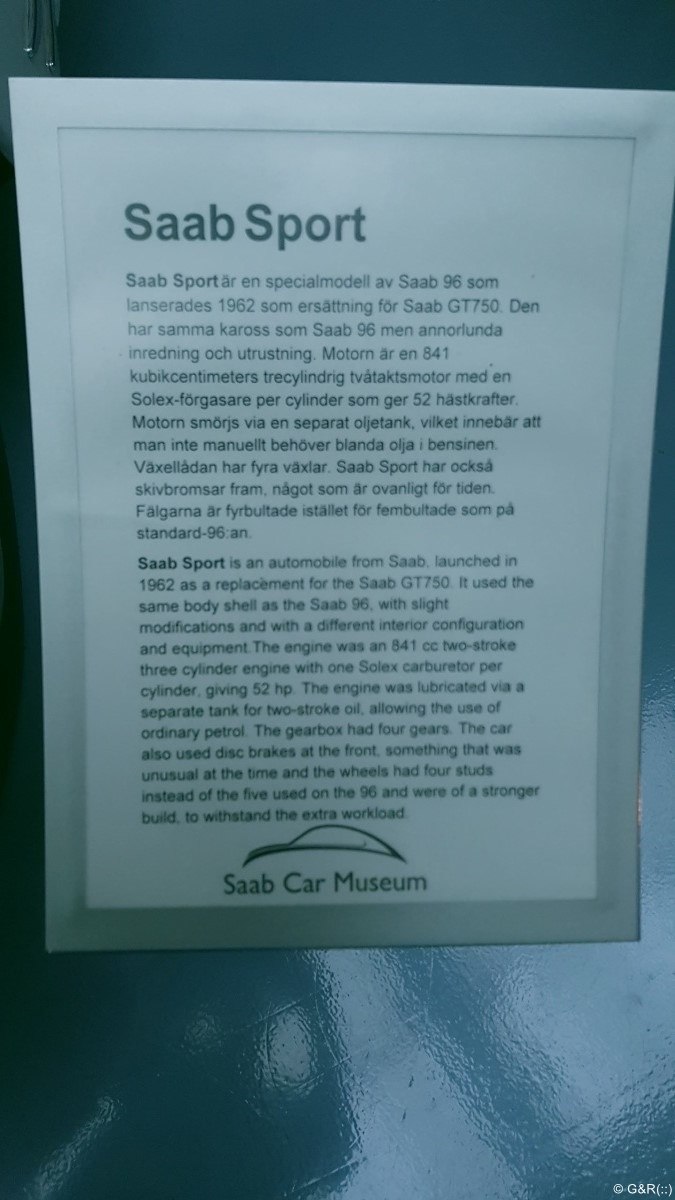 Saab Sport
Saab Sport är en specialmodell av Saab 96 som
lanserades 1962 som ersättning för Saab GT750. Den
har samma kaross som Saab 96 men annorlunda
inredning och utrustning. Motorn är en 841
kubikcentimeters trecylindrig tvåtaktsmotor med en
Solex-förgasare per cylinder som ger 52 hästkrafter.
Motorn smörjs via en separat oljetank, vilket innebär att
man inte manuellt behöver blanda olja i bensinen.
Växellådan har fyra växlar. Saab Sport har också
skivbromsar fram, något som är ovanligt för tiden.
Fälgarna är fyrbultade istället för fembultade som på
standard-96:an.
Saab Sport is an automobile from Saab, launched in
1962 as a replacement for the Saab GT750. It used the
same body shell as the Saab 96, with slight
modifications and with a different interior configuration
and equipment.The engine was an 841 cc two-stroke
three cylinder engine with one Solex carburetor per
cylinder, giving 52 hp. The engine was lubricated via a
separate tank for two-stroke oil, allowing the use of
ordinary petrol. The gearbox had four gears. The car
also used disc brakes at the front, something that was
unusual at the time and the wheels had four studs
instead of the five used on the 96 and were of a stronger
build, to withstand the extra workload.
Saab Car Museum
© G&R(::)